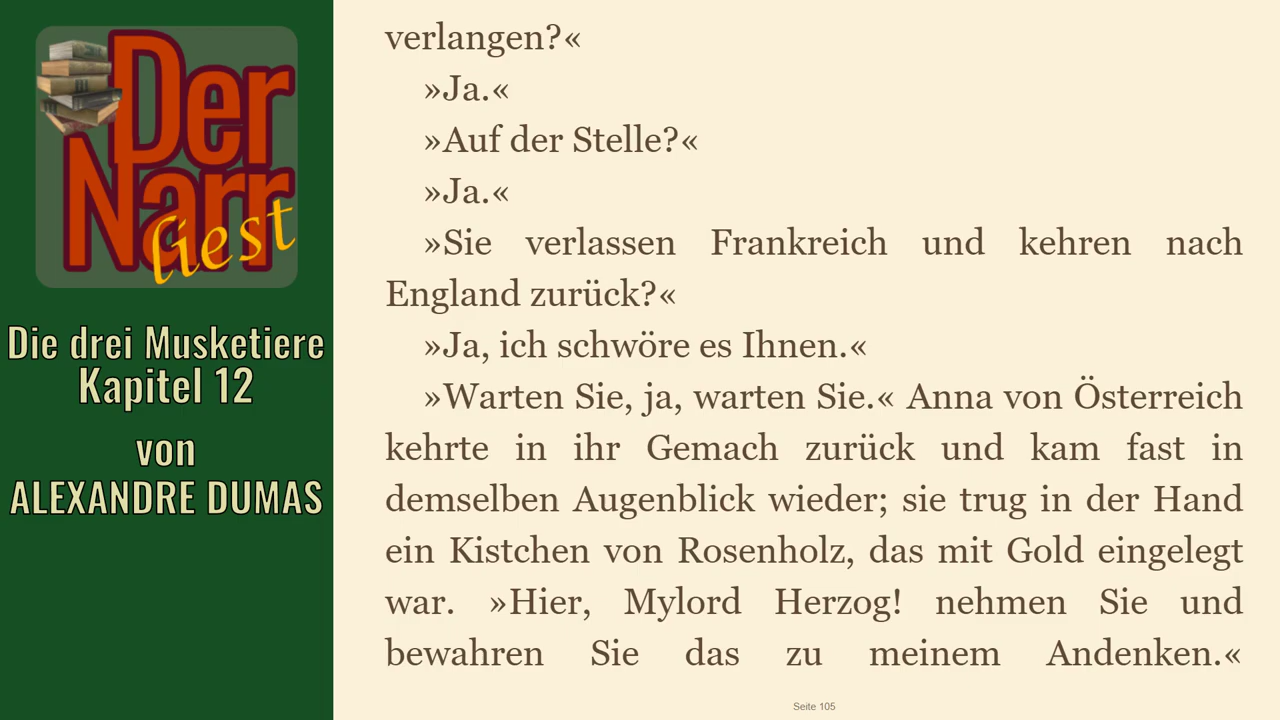 Der
Narr
liest
Die drei Musketiere
Kapitel 12
von
ALEXANDRE DUMAS
verlangen?«
»Ja.«
»Auf der Stelle?«
»Ja.«
»Sie verlassen Frankreich und kehren nach
England zurück?«
»Ja, ich schwöre es Ihnen.«
»Warten Sie, ja, warten Sie.« Anna von Österreich
kehrte in ihr Gemach zurück und kam fast in
demselben Augenblick wieder; sie trug in der Hand
ein Kistchen von Rosenholz, das mit Gold eingelegt
war. »Hier, Mylord Herzog! nehmen Sie und
bewahren Sie das zu meinem Andenken.«
Seite 105